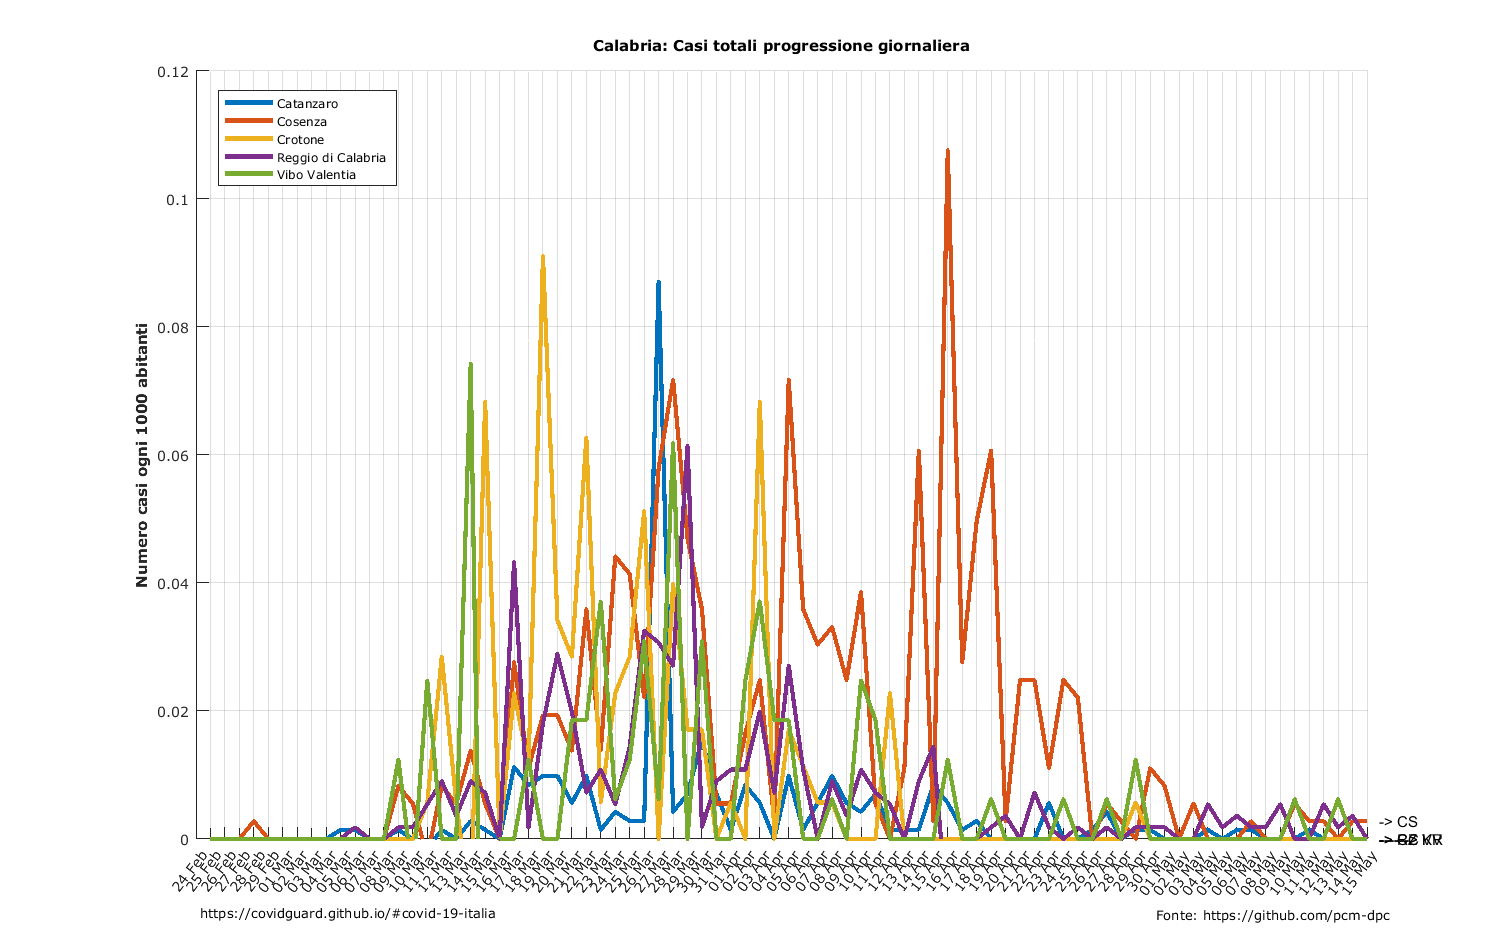 Calabria: Casi totali progressione giornaliera
Numero casi ogni 1000 abitanti
0.12
0.1
0.08
0.06
0.04
0.02
0
Catanzaro
Cosenza
Crotone
Reggio di Calabria
Vibo Valentia
-> CS
24 Feb
25 Feb
26 Feb
27 Feb
28 Feb
29 Feb
01 Mar
02 Mar
03 Mar
04 Mar
05 Mar
06 Mar
07 Mar
08 Mar
09 Mar
10 Mar
11 Mar
12 Mar
13 Mar
14 Mar
15 Mar
16 Mar
17 Mar
18 Mar
19 Mar
20 Mar
21 Mar
22 Mar
23 Mar
24 Mar
25 Mar
26 Mar
27 Mar
28 Mar
29 Mar
30 Mar
31 Mar
01 Apr
02 Apr
03 Apr
04 Apr
05 Apr
06 Apr
07 Apr
08 Apr
09 Apr
10 Apr
11 Apr
12 Apr
13 Apr
14 Apr
15 Apr
16 Apr
17 Apr
18 Apr
19 Apr
20 Apr
21 Apr
22 Apr
23 Apr
24 Apr
25 Apr
26 Apr
27 Apr
28 Apr
29 Apr
30 Apr
01 May
02 May
03 May
04 May
05 May
06 May
07 May
08 May
09 May
10 May
11 May
12 May
13 May
14 May
15 May
https://covidguard.github.io/#covid-19-italia
Fonte: https://github.com/pcm-dpc